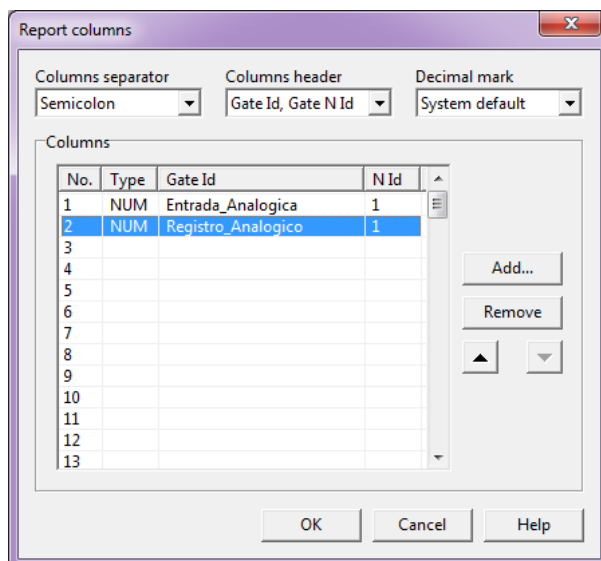 Report columns
Columns separator Columns header Decimal mark
Semicolon Gate Id, Gate N Id System default
Columns
No. Type Gate Id N Id
1 NUM Entrada_Analogica 1
2 NUM Registro_Analogico 1
3
4
5
6
7
8
9
10
11
12
13
Add...
Remove
OK Cancel Help